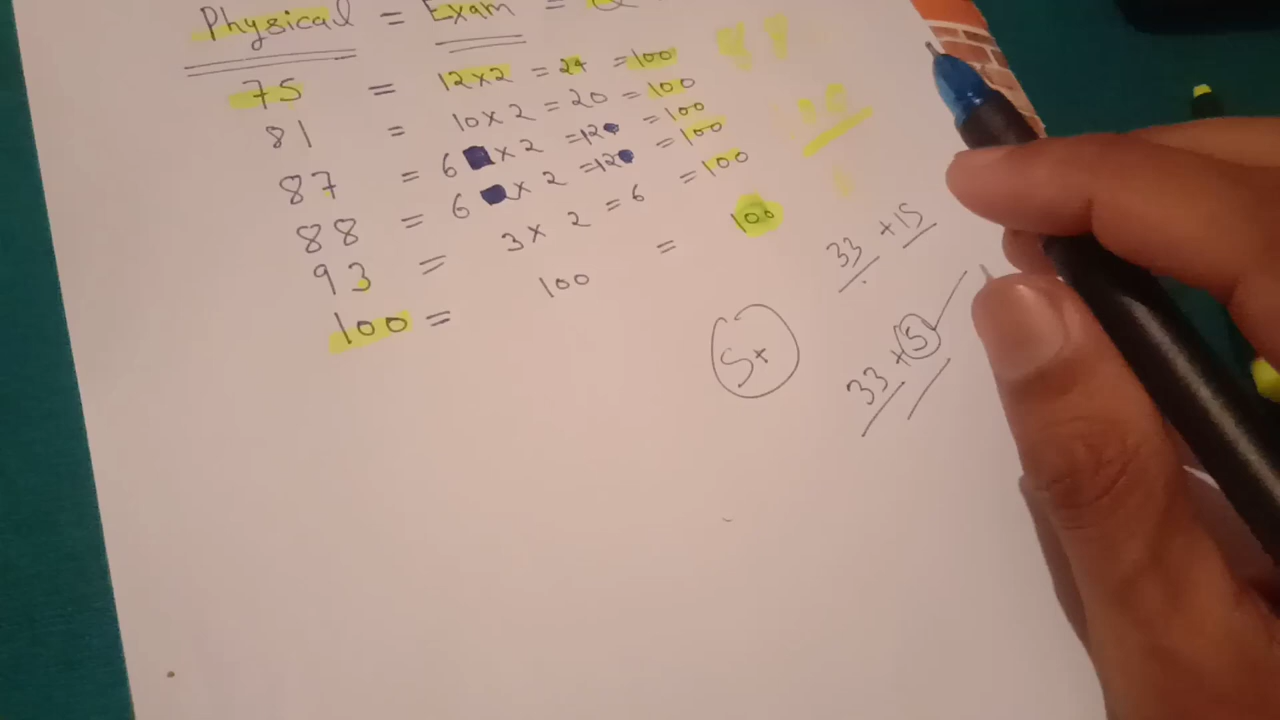 Physical = Exam =
75 = 12x2 = 24 = 100
81 = 10x2 = 20 = 100
87 = 6 x 2 = 12 = 100
88 = 6 x 2 = 12 = 100
93 = 3x 2 = 6 = 100
100 = 100 = 100
33 +15
5x
33 +5